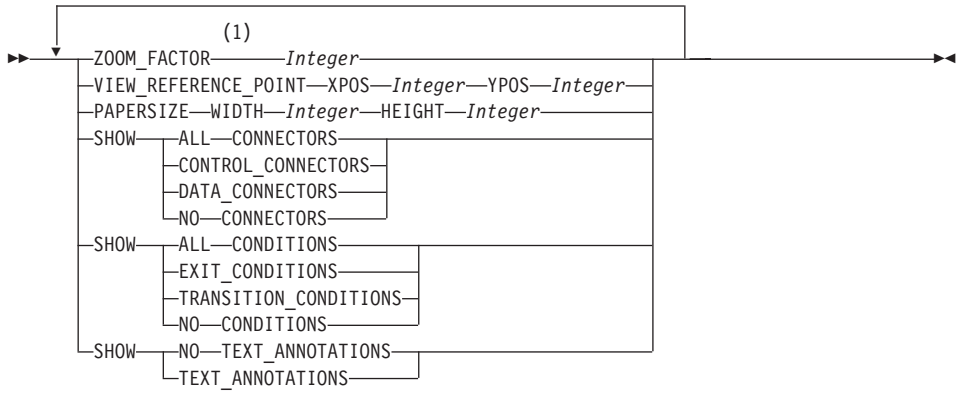 (1)
ZOOM_FACTOR Integer
VIEW_REFERENCE_POINT XPOS Integer YPOS Integer
PAPERSIZE WIDTH Integer HEIGHT Integer
SHOW ALL CONNECTORS
CONTROL_CONNECTORS
DATA_CONNECTORS
NO CONNECTORS
SHOW ALL CONDITIONS
EXIT_CONDITIONS
TRANSITION_CONDITIONS
NO CONDITIONS
SHOW NO TEXT_ANNOTATIONS
TEXT_ANNOTATIONS